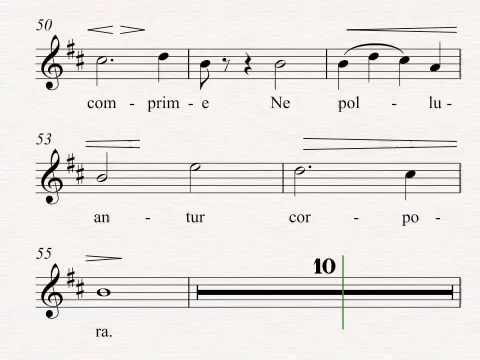 50
com - prim - e Ne pol - lu -
53
an - tur cor - po -
55
10
ra.